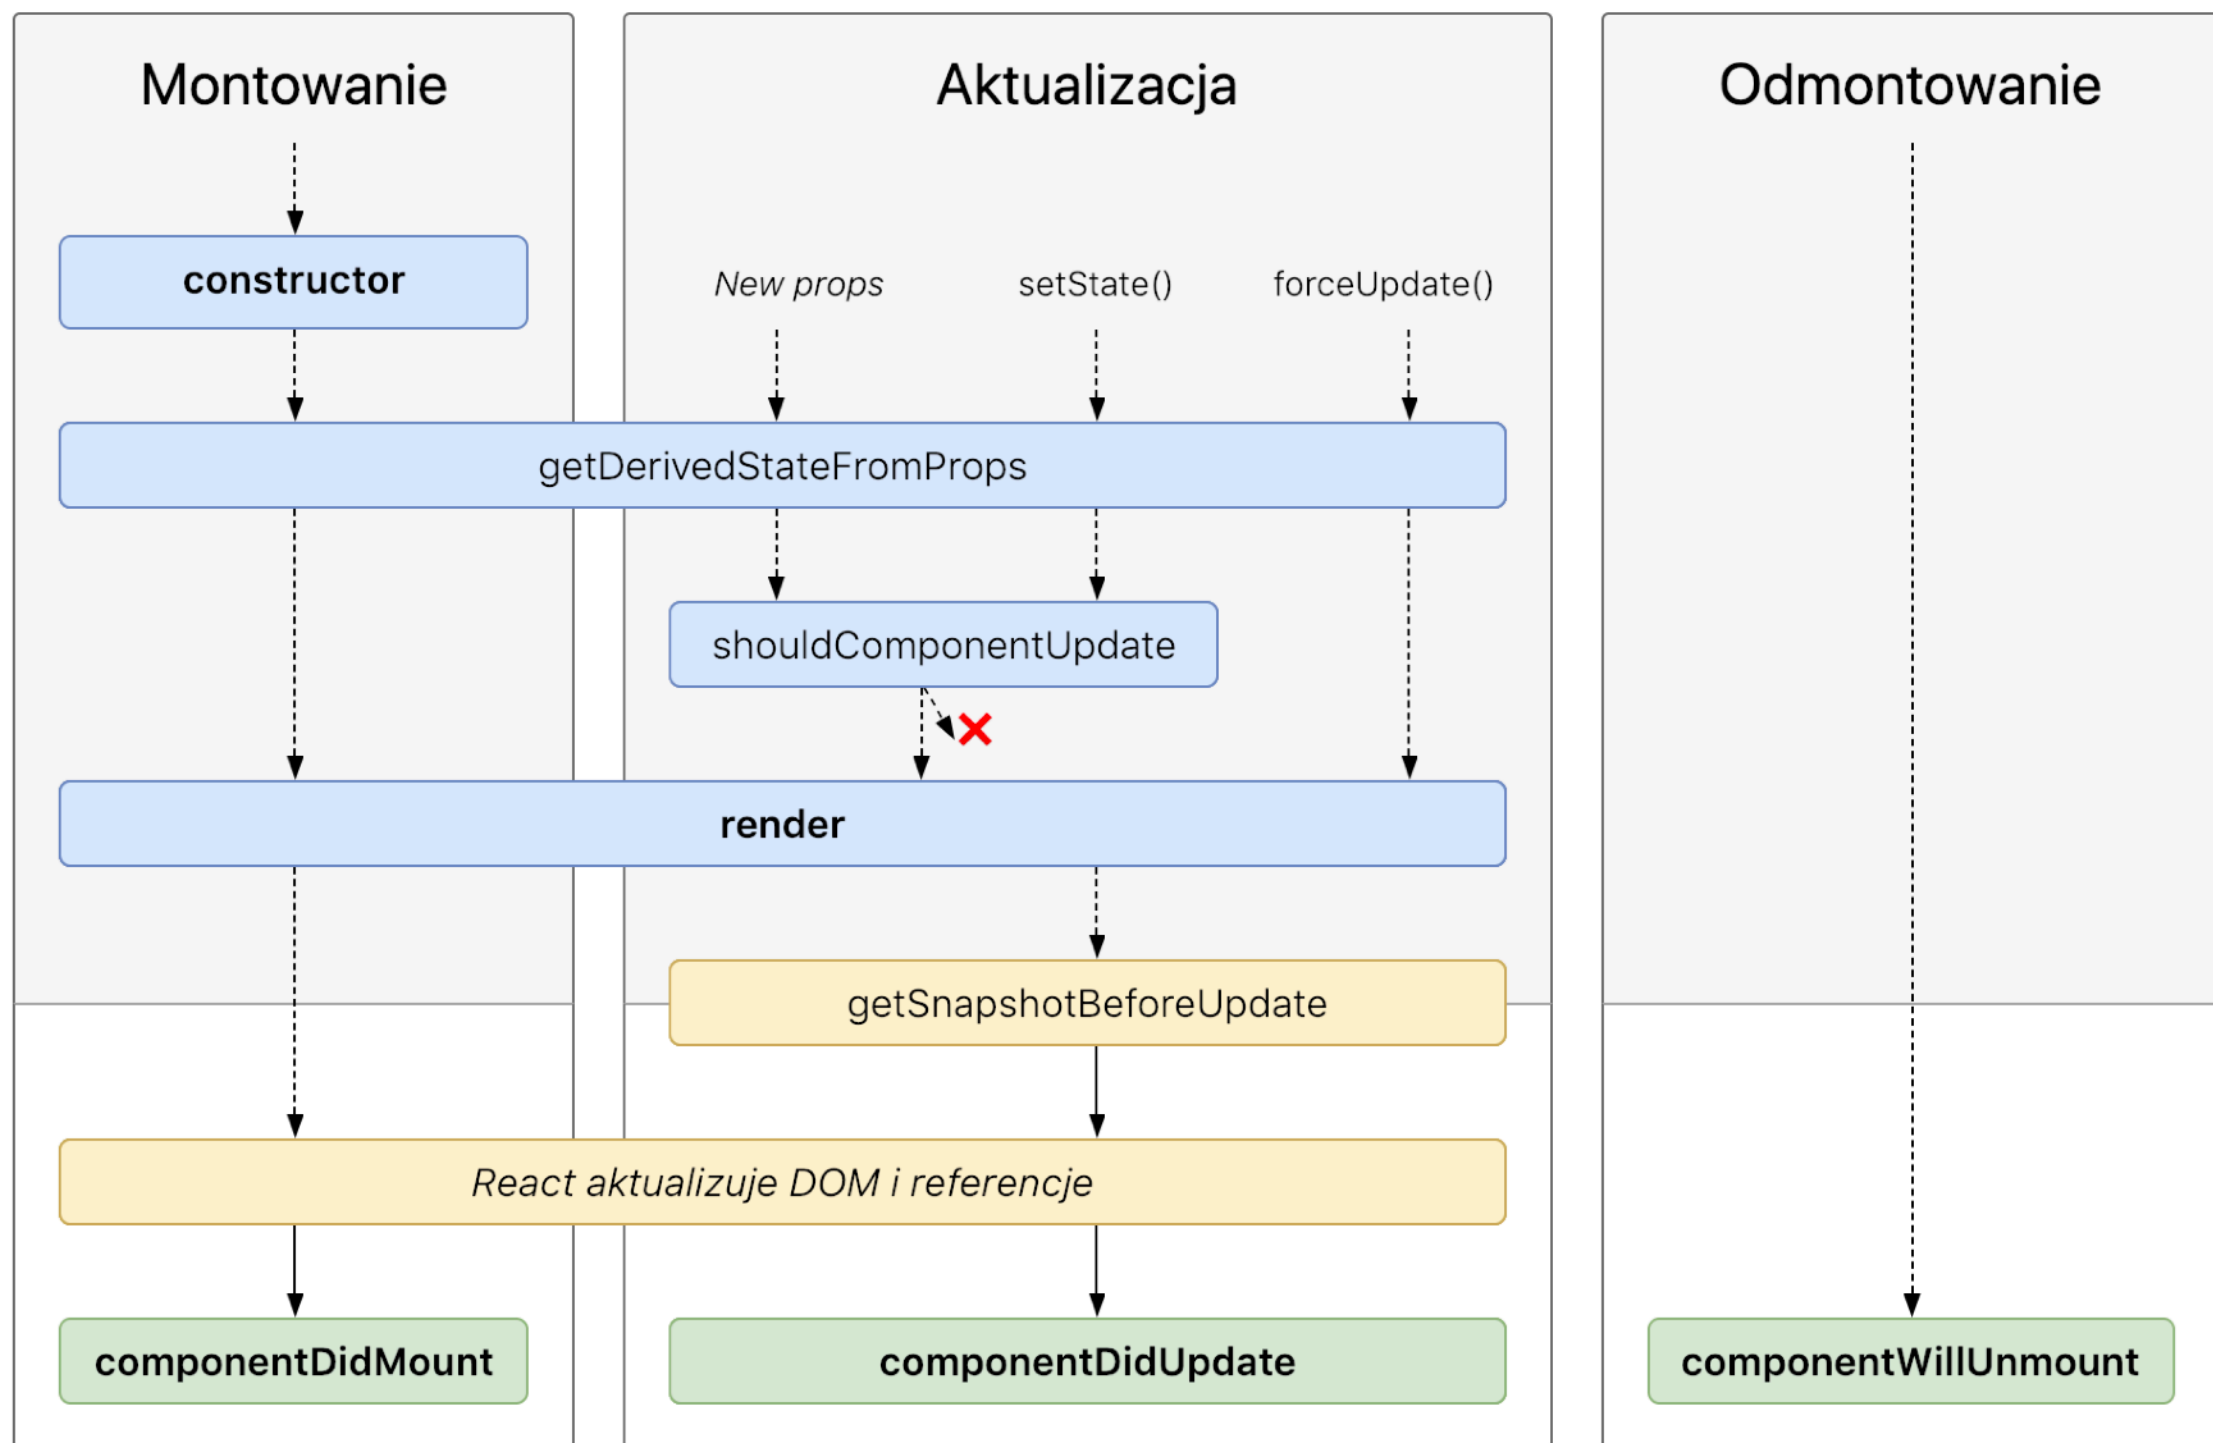 Montowanie
Aktualizacja
Odmontowanie
constructor
New props
setState()
forceUpdate()
getDerivedStateFromProps
shouldComponentUpdate
render
getSnapshotBeforeUpdate
React aktualizuje DOM i referencje
componentDidMount
componentDidUpdate
componentWillUnmount